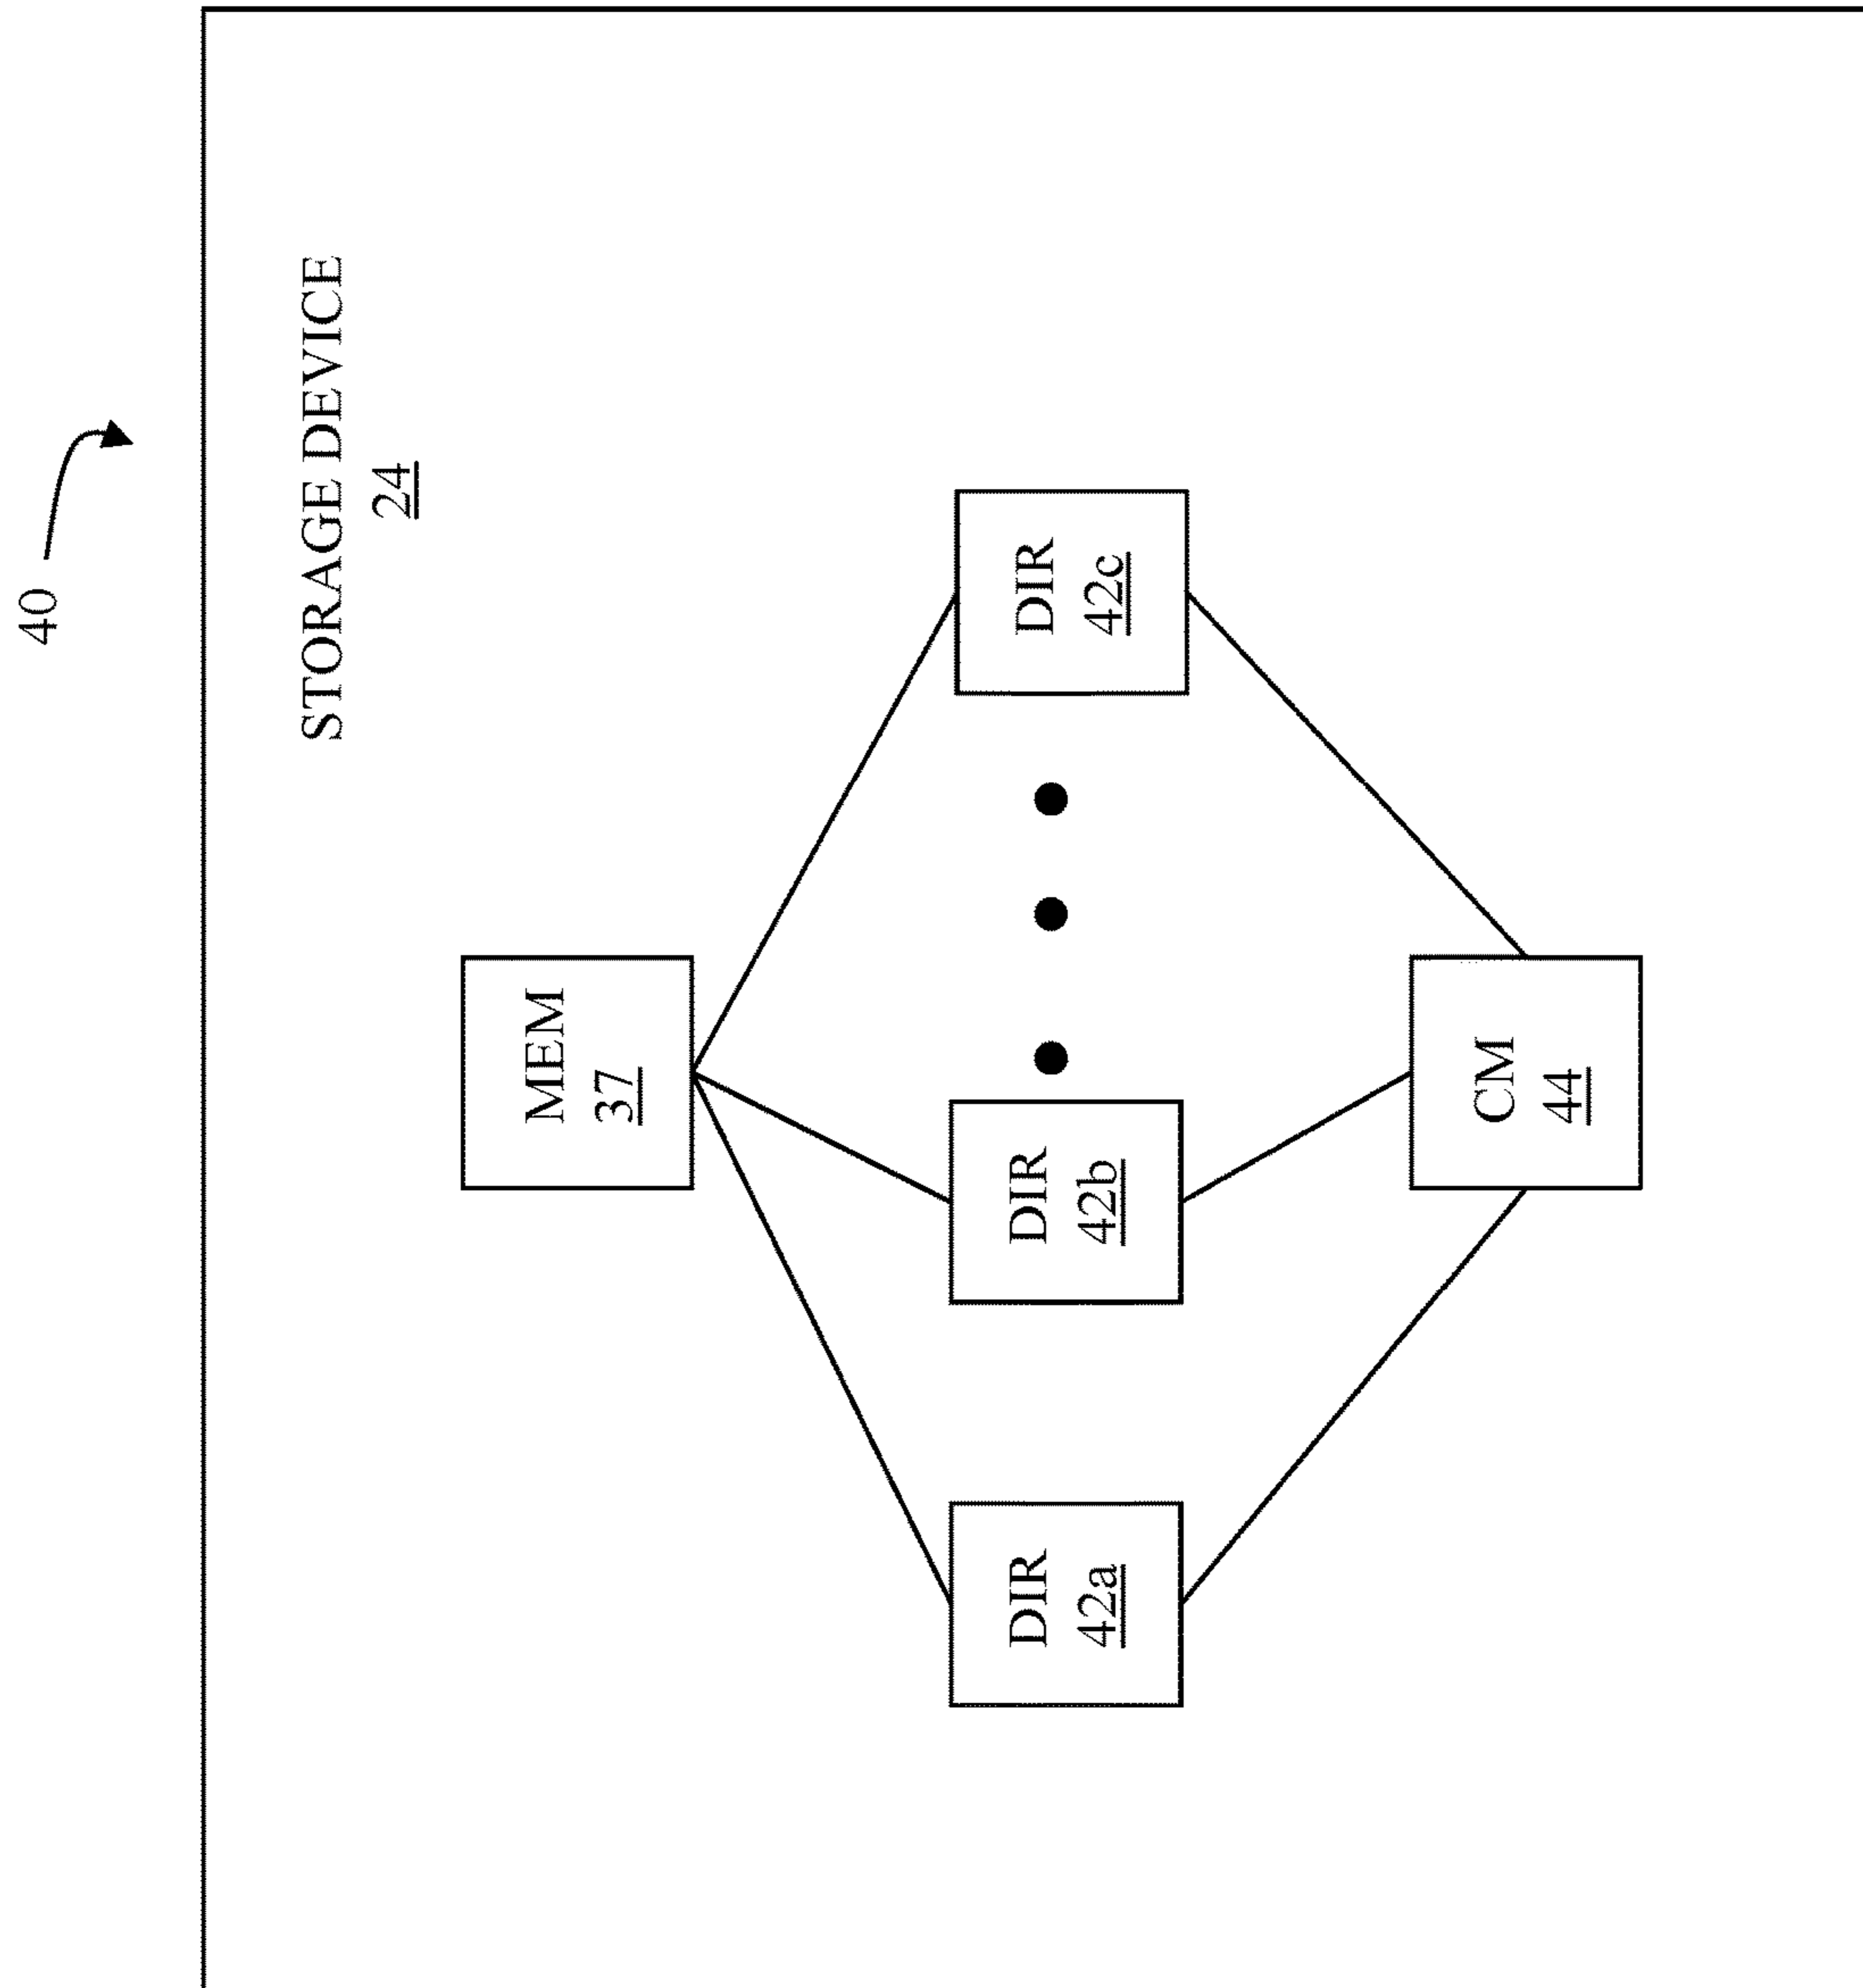 40
STORAGE DEVICE
24
MEM
37
DIR
42a
DIR
42b
DIR
42c
CM
44